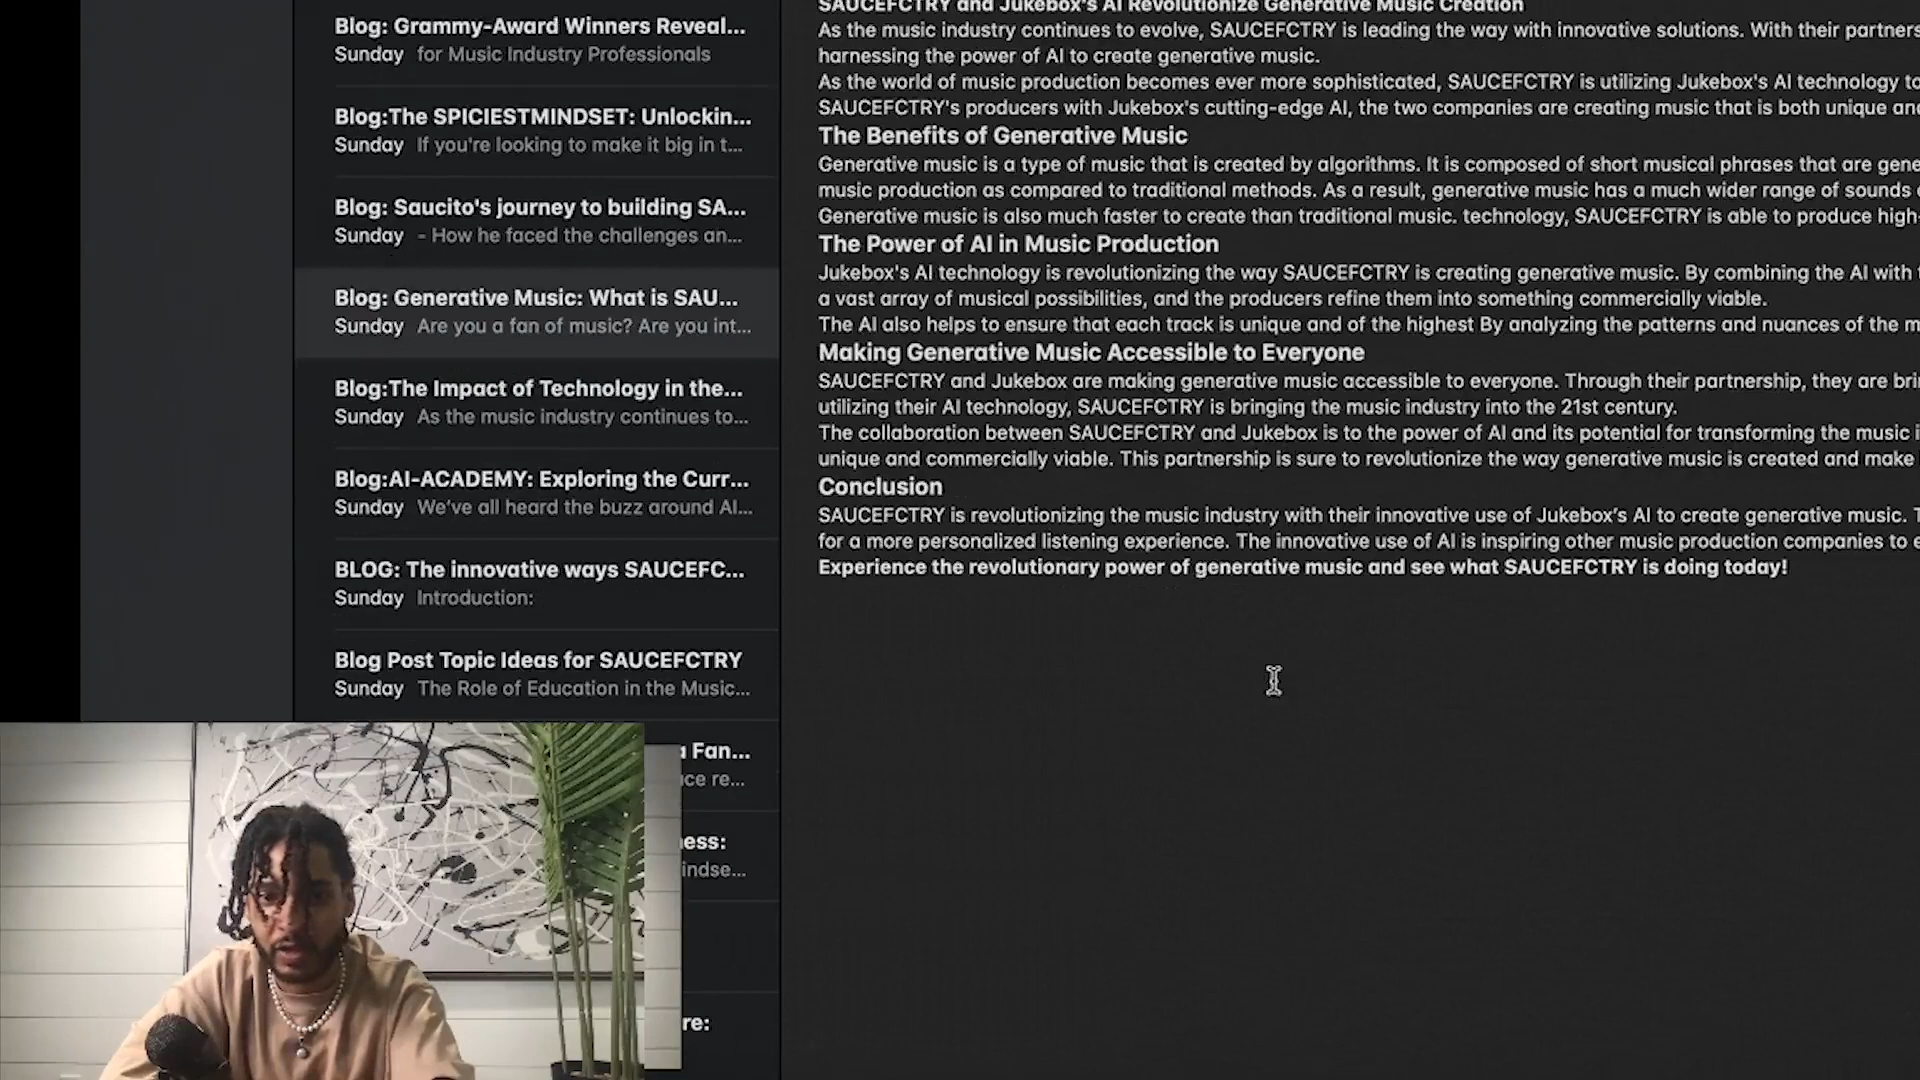 Blog: Grammy-Award Winners Reveal...
Sunday for Music Industry Professionals
Blog:The SPICIESTMINDSET: Unlockin...
Sunday If you're looking to make it big in t...
Blog: Saucito's journey to building SA...
Sunday - How he faced the challenges an...
Blog: Generative Music: What is SAU...
Sunday Are you a fan of music? Are you int...
Blog:The Impact of Technology in the...
Sunday As the music industry continues to...
Blog:AI-ACADEMY: Exploring the Curr...
Sunday We've all heard the buzz around AI...
BLOG: The innovative ways SAUCEFC...
Sunday Introduction:
Blog Post Topic Ideas for SAUCEFCTRY
Sunday The Role of Education in the Music...
a Fan...
ce re...
ess:
indse...
re:
SAUCEFCTRY and Jukebox's AI Revolutionize Generative Music Creation
As the music industry continues to evolve, SAUCEFCTRY is leading the way with innovative solutions. With their partners
harnessing the power of AI to create generative music.
As the world of music production becomes ever more sophisticated, SAUCEFCTRY is utilizing Jukebox's AI technology to
SAUCEFCTRY's producers with Jukebox's cutting-edge AI, the two companies are creating music that is both unique and
The Benefits of Generative Music
Generative music is a type of music that is created by algorithms. It is composed of short musical phrases that are gene
music production as compared to traditional methods. As a result, generative music has a much wider range of sounds
Generative music is also much faster to create than traditional music. technology, SAUCEFCTRY is able to produce high-
The Power of AI in Music Production
Jukebox's AI technology is revolutionizing the way SAUCEFCTRY is creating generative music. By combining the AI with
a vast array of musical possibilities, and the producers refine them into something commercially viable.
The AI also helps to ensure that each track is unique and of the highest By analyzing the patterns and nuances of the m
Making Generative Music Accessible to Everyone
SAUCEFCTRY and Jukebox are making generative music accessible to everyone. Through their partnership, they are brin
utilizing their AI technology, SAUCEFCTRY is bringing the music industry into the 21st century.
The collaboration between SAUCEFCTRY and Jukebox is to the power of AI and its potential for transforming the music i
unique and commercially viable. This partnership is sure to revolutionize the way generative music is created and make
Conclusion
SAUCEFCTRY is revolutionizing the music industry with their innovative use of Jukebox's AI to create generative music. T
for a more personalized listening experience. The innovative use of AI is inspiring other music production companies to e
Experience the revolutionary power of generative music and see what SAUCEFCTRY is doing today!